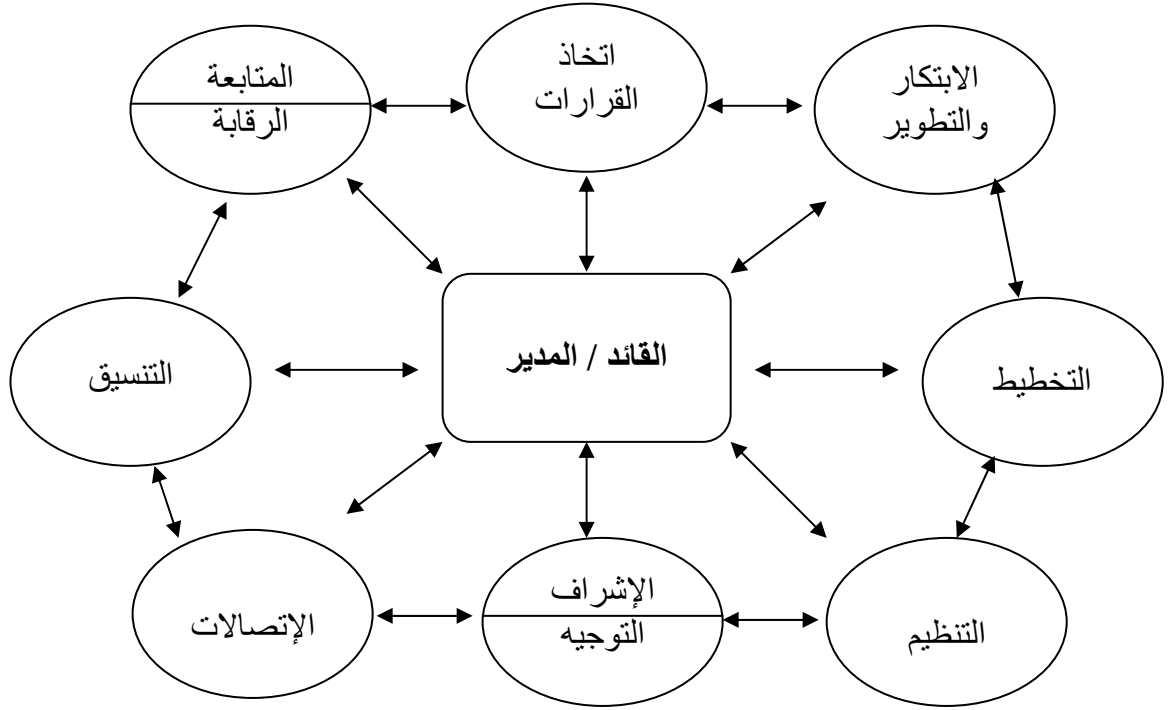 الابتكار
والتطوير
اتخاذ
القرارات
المتابعة
الرقابة
القائد / المدير
التخطيط
التنسيق
التنظيم
الإشراف
التوجيه
الإتصالات